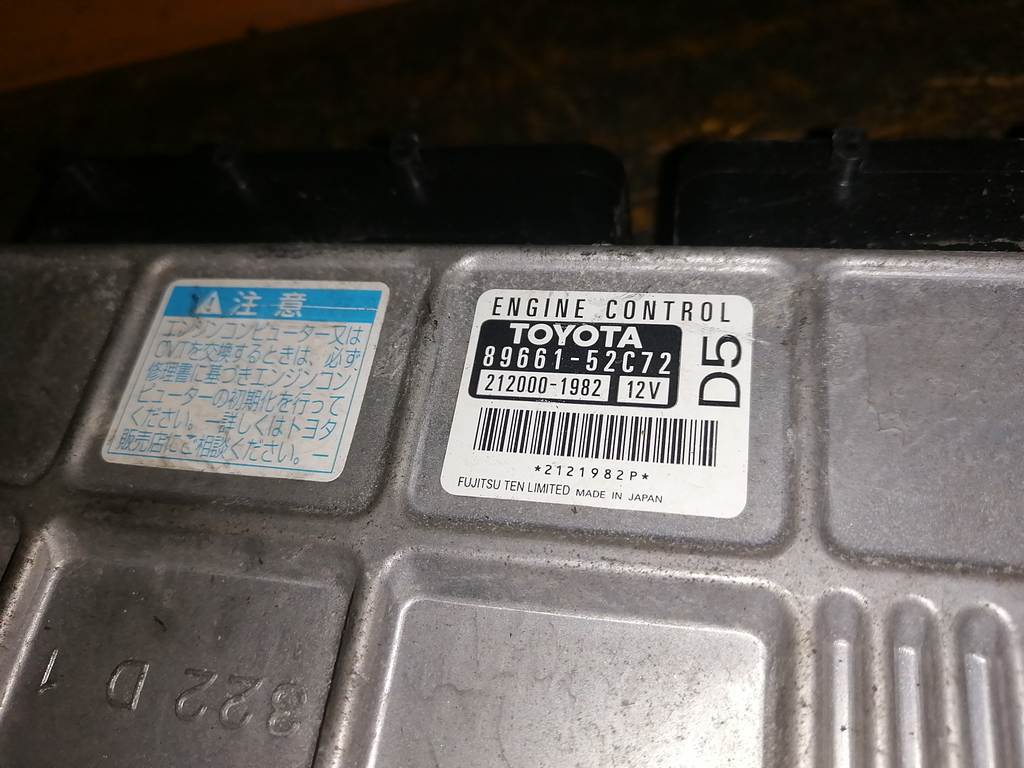 注意
エンジンコンピューター又は
CVTを交換するときは、必ず
修理書に基づきエンジンコン
ピューターの初期化を行って
ください。 詳しくはトヨタ
販売店にご相談ください。
ENGINE CONTROL
TOYOTA
89661-52C72
212000-1982 12V
D5
*2121982P*
FUJITSU TEN LIMITED MADE IN JAPAN
322 D 1